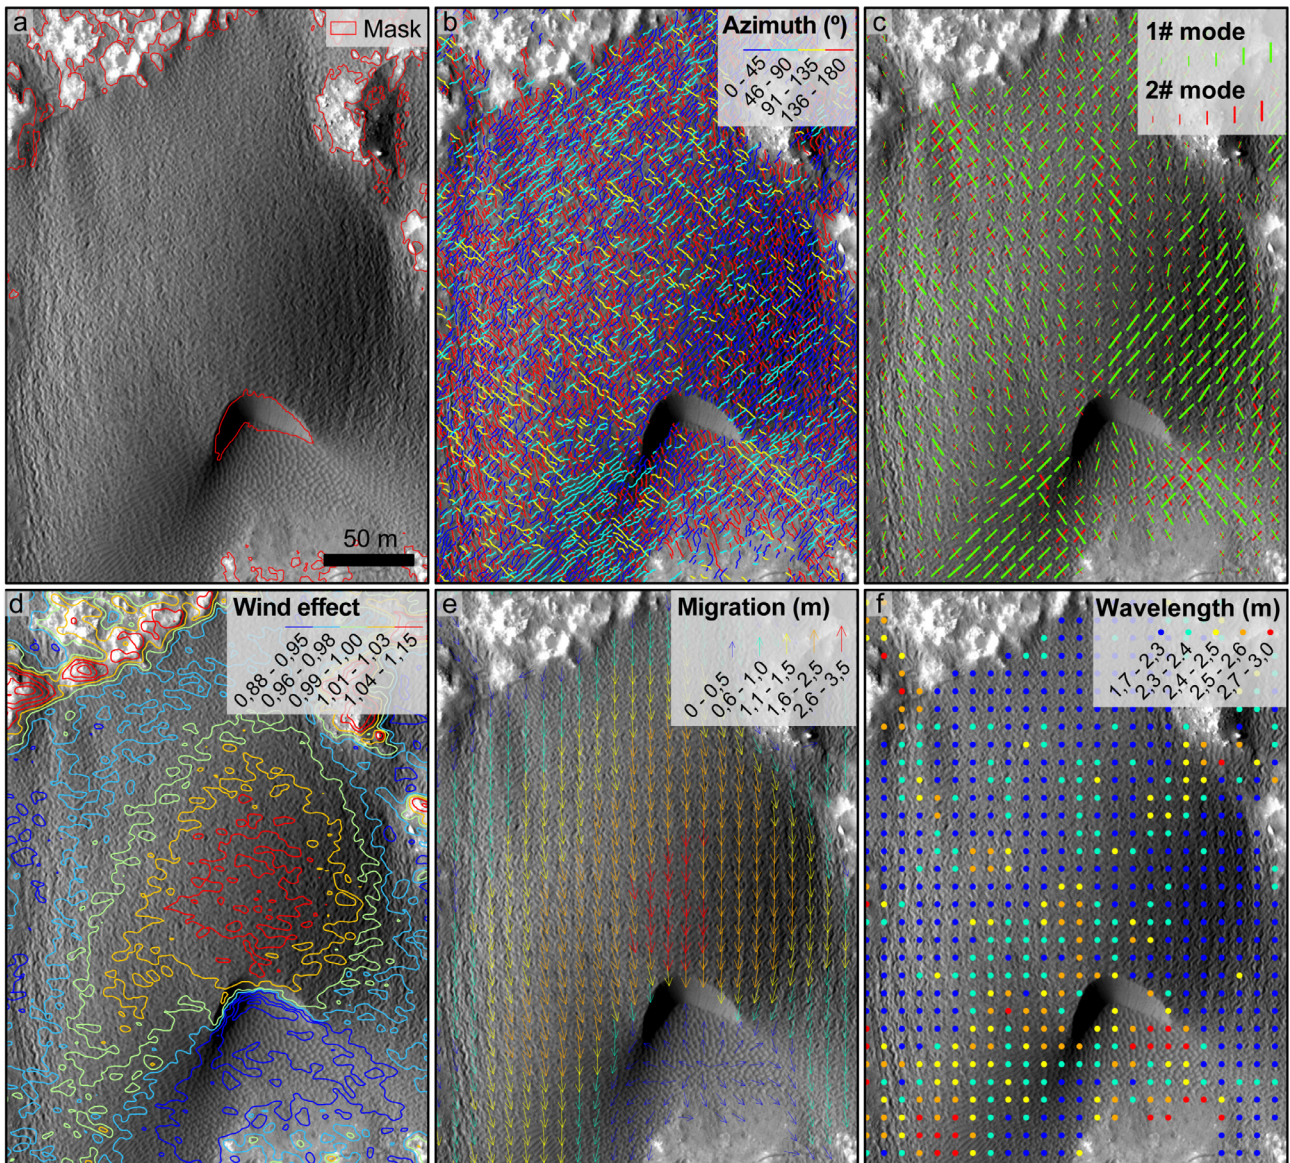 a
Mask
50 m
b
Azimuth (º)
0 - 45
46 - 90
91 - 135
136 - 180
c
1# mode
2# mode
d
Wind effect
0,88 - 0,95
0,96 - 0,98
0,99 - 1,00
1,01 - 1,03
1,04 - 1,15
e
Migration (m)
0 - 0,5
0,6 - 1,0
1,1 - 1,5
1,6 - 2,5
2,6 - 3,5
f
Wavelength (m)
1,7 - 2,3
2,3 - 2,4
2,4 - 2,5
2,5 - 2,6
2,7 - 3,0